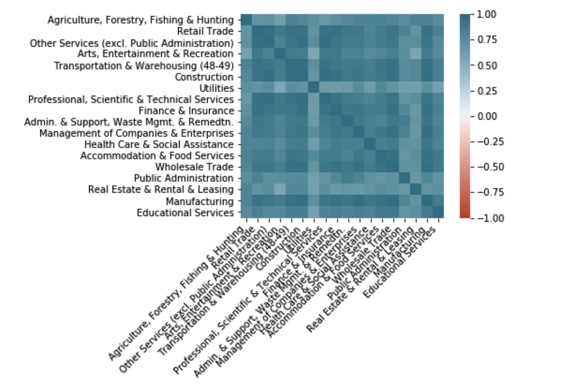 Agriculture, Forestry, Fishing & Hunting
Retail Trade
Other Services (excl. Public Administration)
Arts, Entertainment & Recreation
Transportation & Warehousing (48-49)
Construction
Utilities
Professional, Scientific & Technical Services
Finance & Insurance
Admin. & Support, Waste Mgmt. & Remedtn.
Management of Companies & Enterprises
Health Care & Social Assistance
Accommodation & Food Services
Wholesale Trade
Public Administration
Real Estate & Rental & Leasing
Manufacturing
Educational Services
1.00
0.75
0.50
0.25
0.00
−0.25
−0.50
−0.75
−1.00
Agriculture, Forestry, Fishing & Hunting
Retail Trade
Other Services (excl. Public Administration)
Arts, Entertainment & Recreation
Transportation & Warehousing (48-49)
Construction
Utilities
Professional, Scientific & Technical Services
Finance & Insurance
Admin. & Support, Waste Mgmt. & Remedtn.
Management of Companies & Enterprises
Health Care & Social Assistance
Accommodation & Food Services
Wholesale Trade
Public Administration
Real Estate & Rental & Leasing
Manufacturing
Educational Services